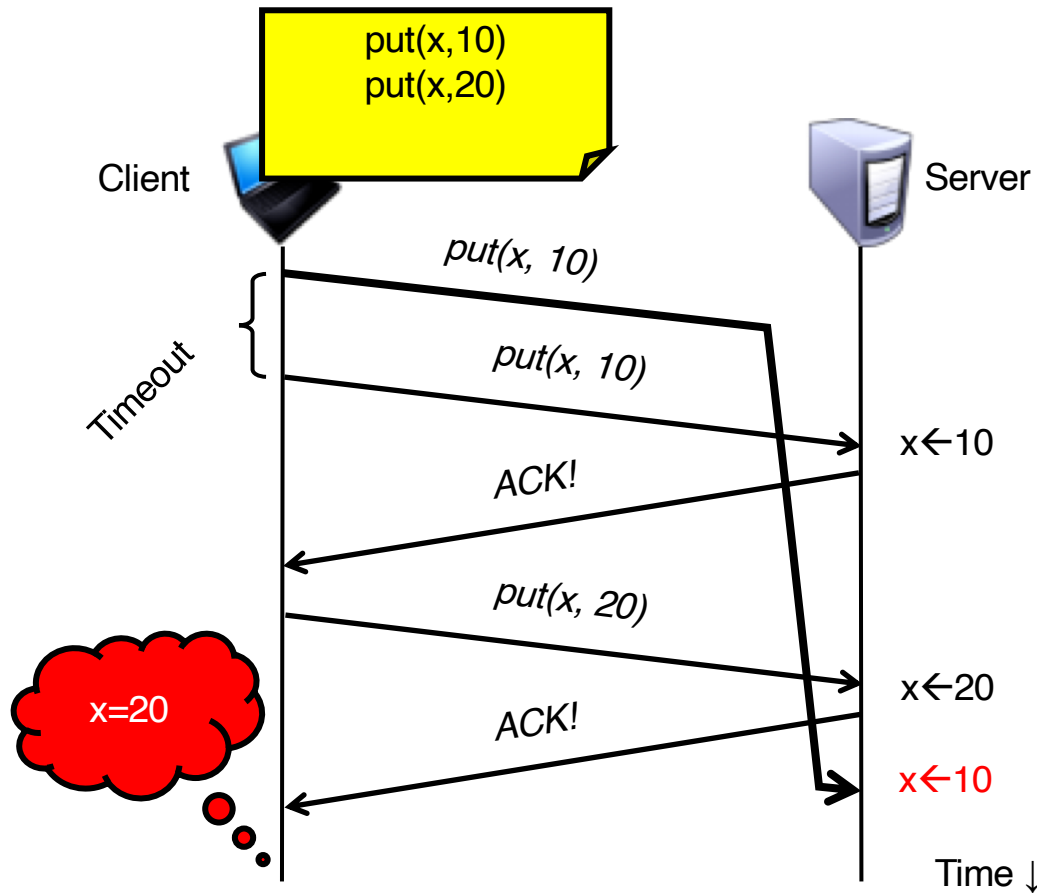 put(x,10)
put(x,20)
Client
Server
put(x, 10)
Timeout
put(x, 10)
x←10
ACK!
put(x, 20)
x←20
x=20
ACK!
x←10
Time ↓